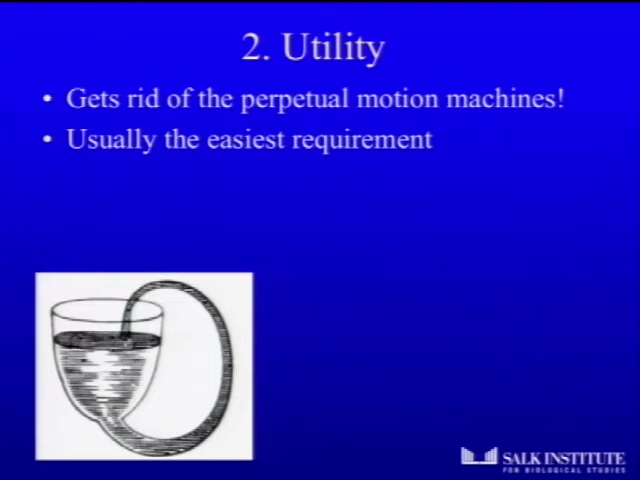 2. Utility
• Gets rid of the perpetual motion machines!
• Usually the easiest requirement
SALK INSTITUTE
FOR BIOLOGICAL STUDIES